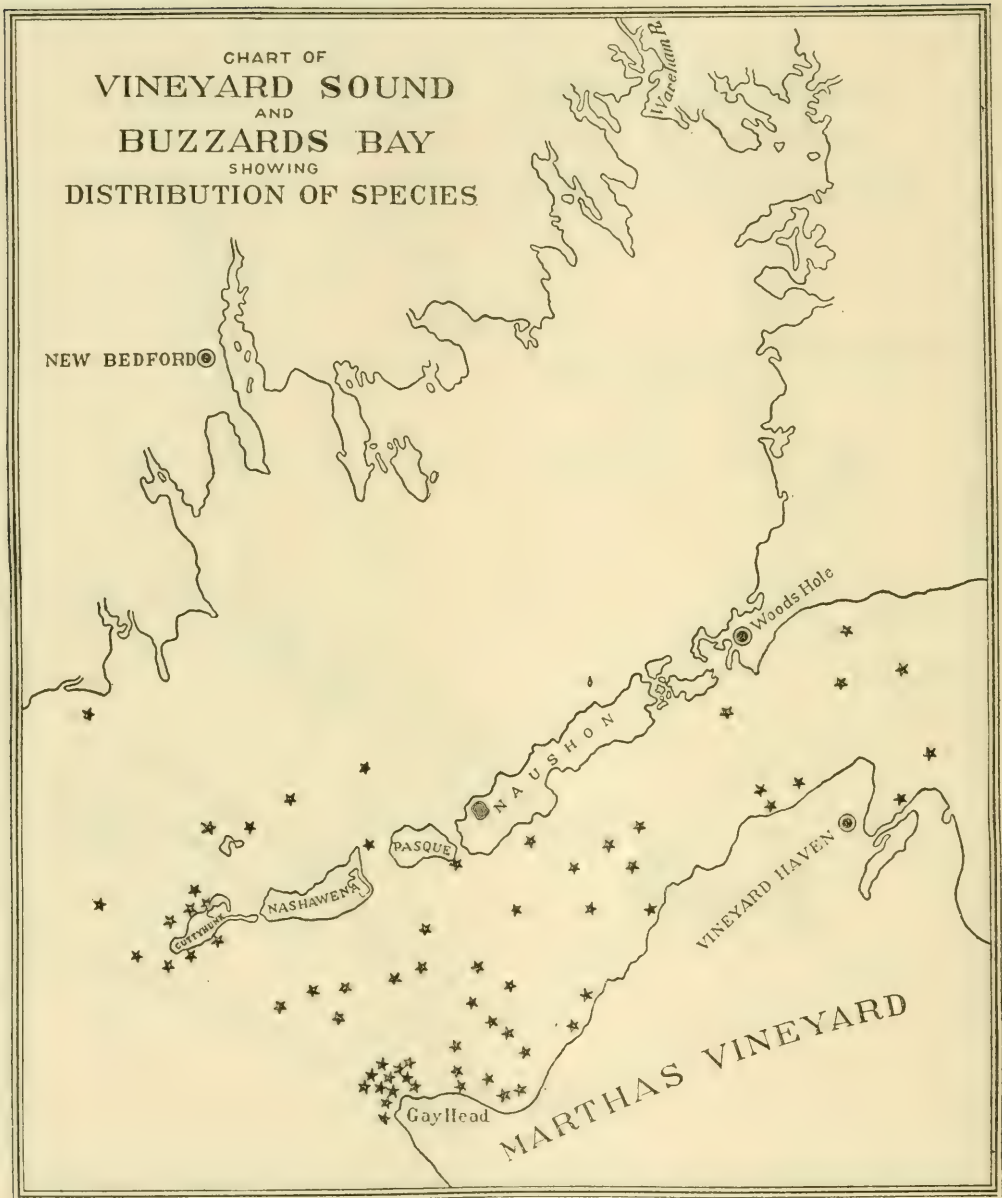 CHART OF
VINEYARD SOUND
AND
BUZZARDS BAY
SHOWING
DISTRIBUTION OF SPECIES
Wareham R.
NEW BEDFORD
Woods Hole
NAUSHON
PASQUE
NASHAWENA
CUTTYHUNK
VINEYARD HAVEN
MARTHAS VINEYARD
Gay Head